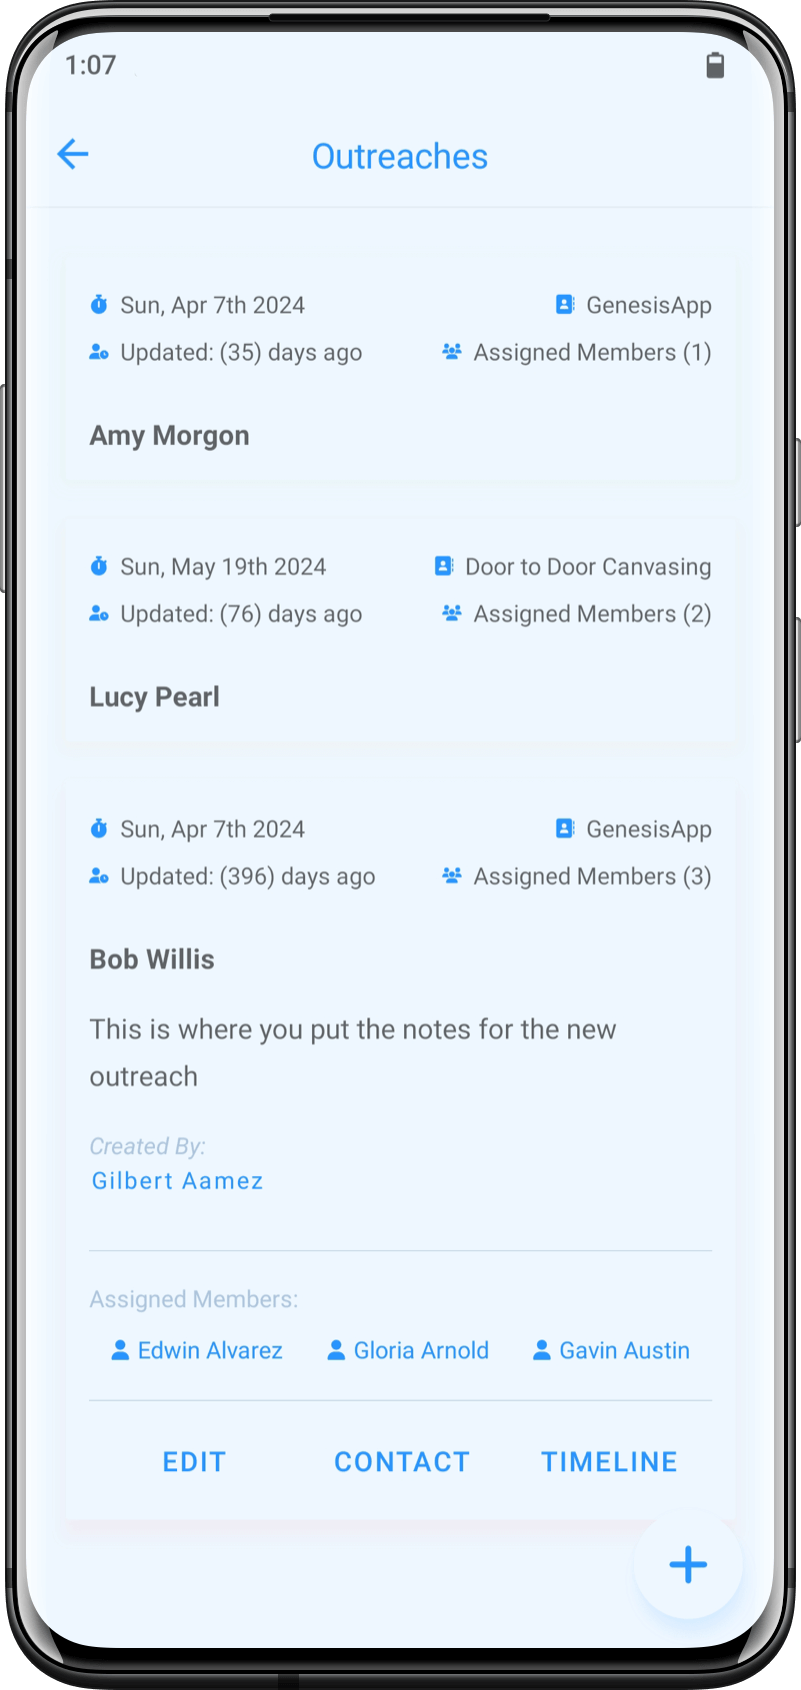 1:07
Outreaches
Sun, Apr 7th 2024 GenesisApp
Updated: (35) days ago Assigned Members (1)
Amy Morgon
Sun, May 19th 2024 Door to Door Canvasing
Updated: (76) days ago Assigned Members (2)
Lucy Pearl
Sun, Apr 7th 2024 GenesisApp
Updated: (396) days ago Assigned Members (3)
Bob Willis
This is where you put the notes for the new
outreach
Created By:
Gilbert Aamez
Assigned Members:
Edwin Alvarez Gloria Arnold Gavin Austin
EDIT CONTACT TIMELINE
+